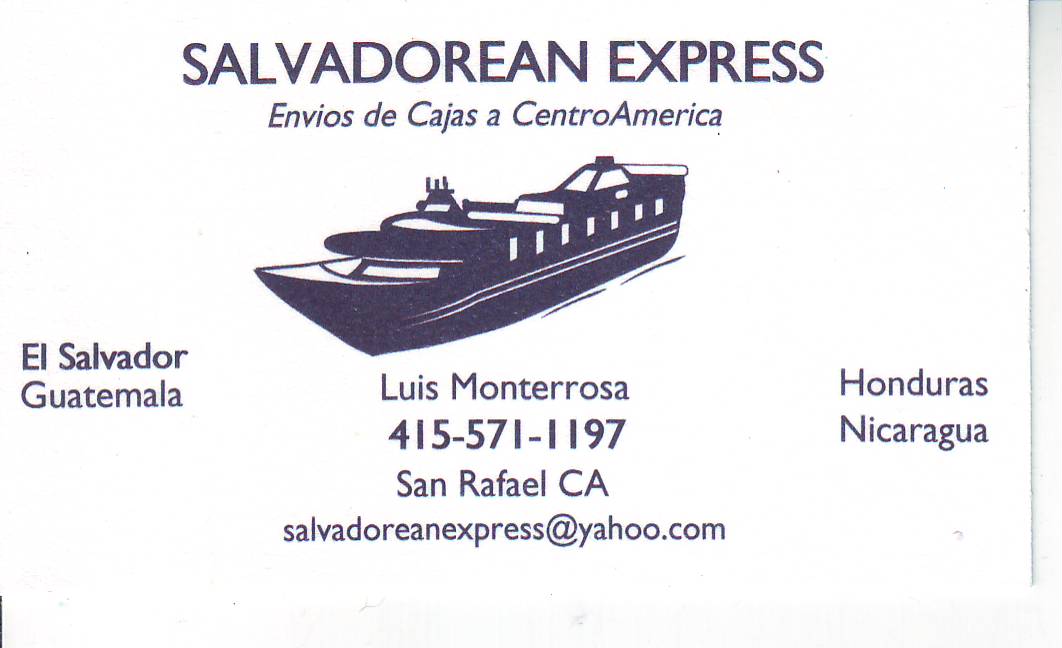 SALVADOREAN EXPRESS
Envios de Cajas a CentroAmerica
El Salvador
Guatemala
Luis Monterrosa
415-571-1197
San Rafael CA
salvadoreanexpress@yahoo.com
Honduras
Nicaragua